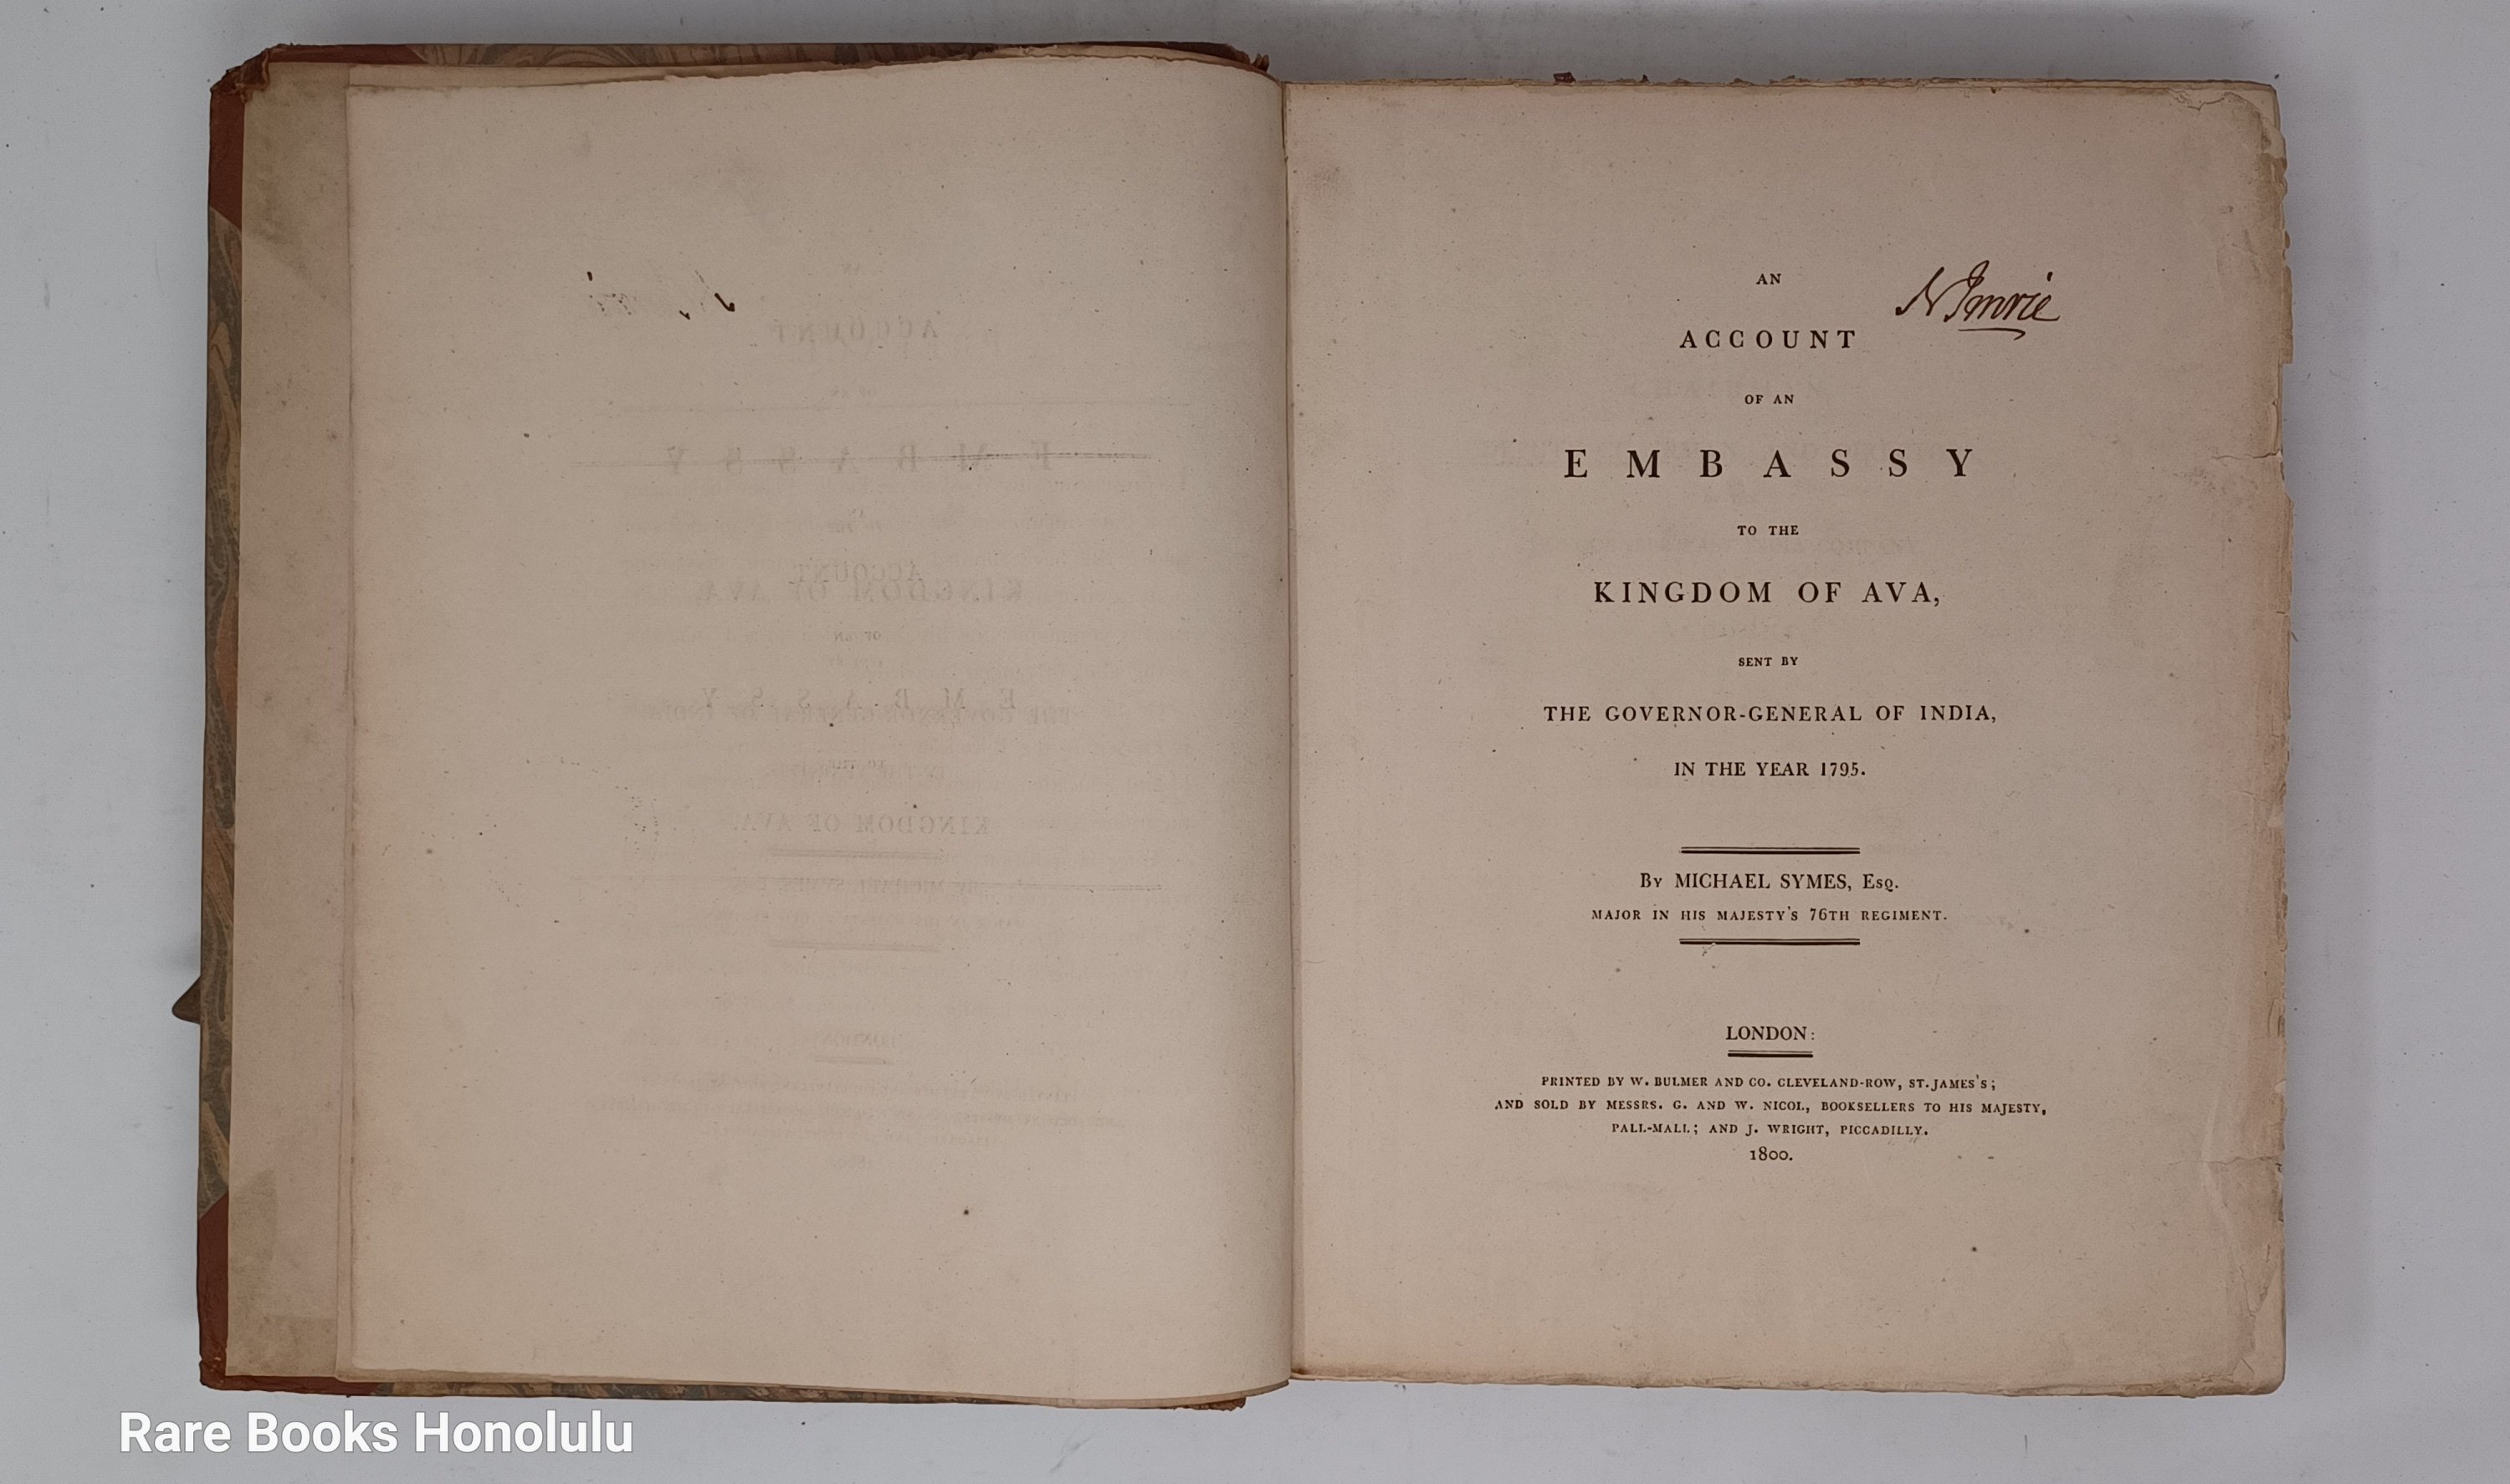 AN
N Imrie
ACCOUNT
OF AN
EMBASSY
TO THE
KINGDOM OF AVA,
SENT BY
THE GOVERNOR-GENERAL OF INDIA,
IN THE YEAR 1795.
By MICHAEL SYMES, Esq.
MAJOR IN HIS MAJESTY'S 76TH REGIMENT.
LONDON:
PRINTED BY W. BULMER AND CO. CLEVELAND-ROW, ST. JAMES'S;
AND SOLD BY MESSRS. G. AND W. NICOL, BOOKSELLERS TO HIS MAJESTY,
PALL-MALL; AND J. WRIGHT, PICCADILLY.
1800.
Rare Books Honolulu